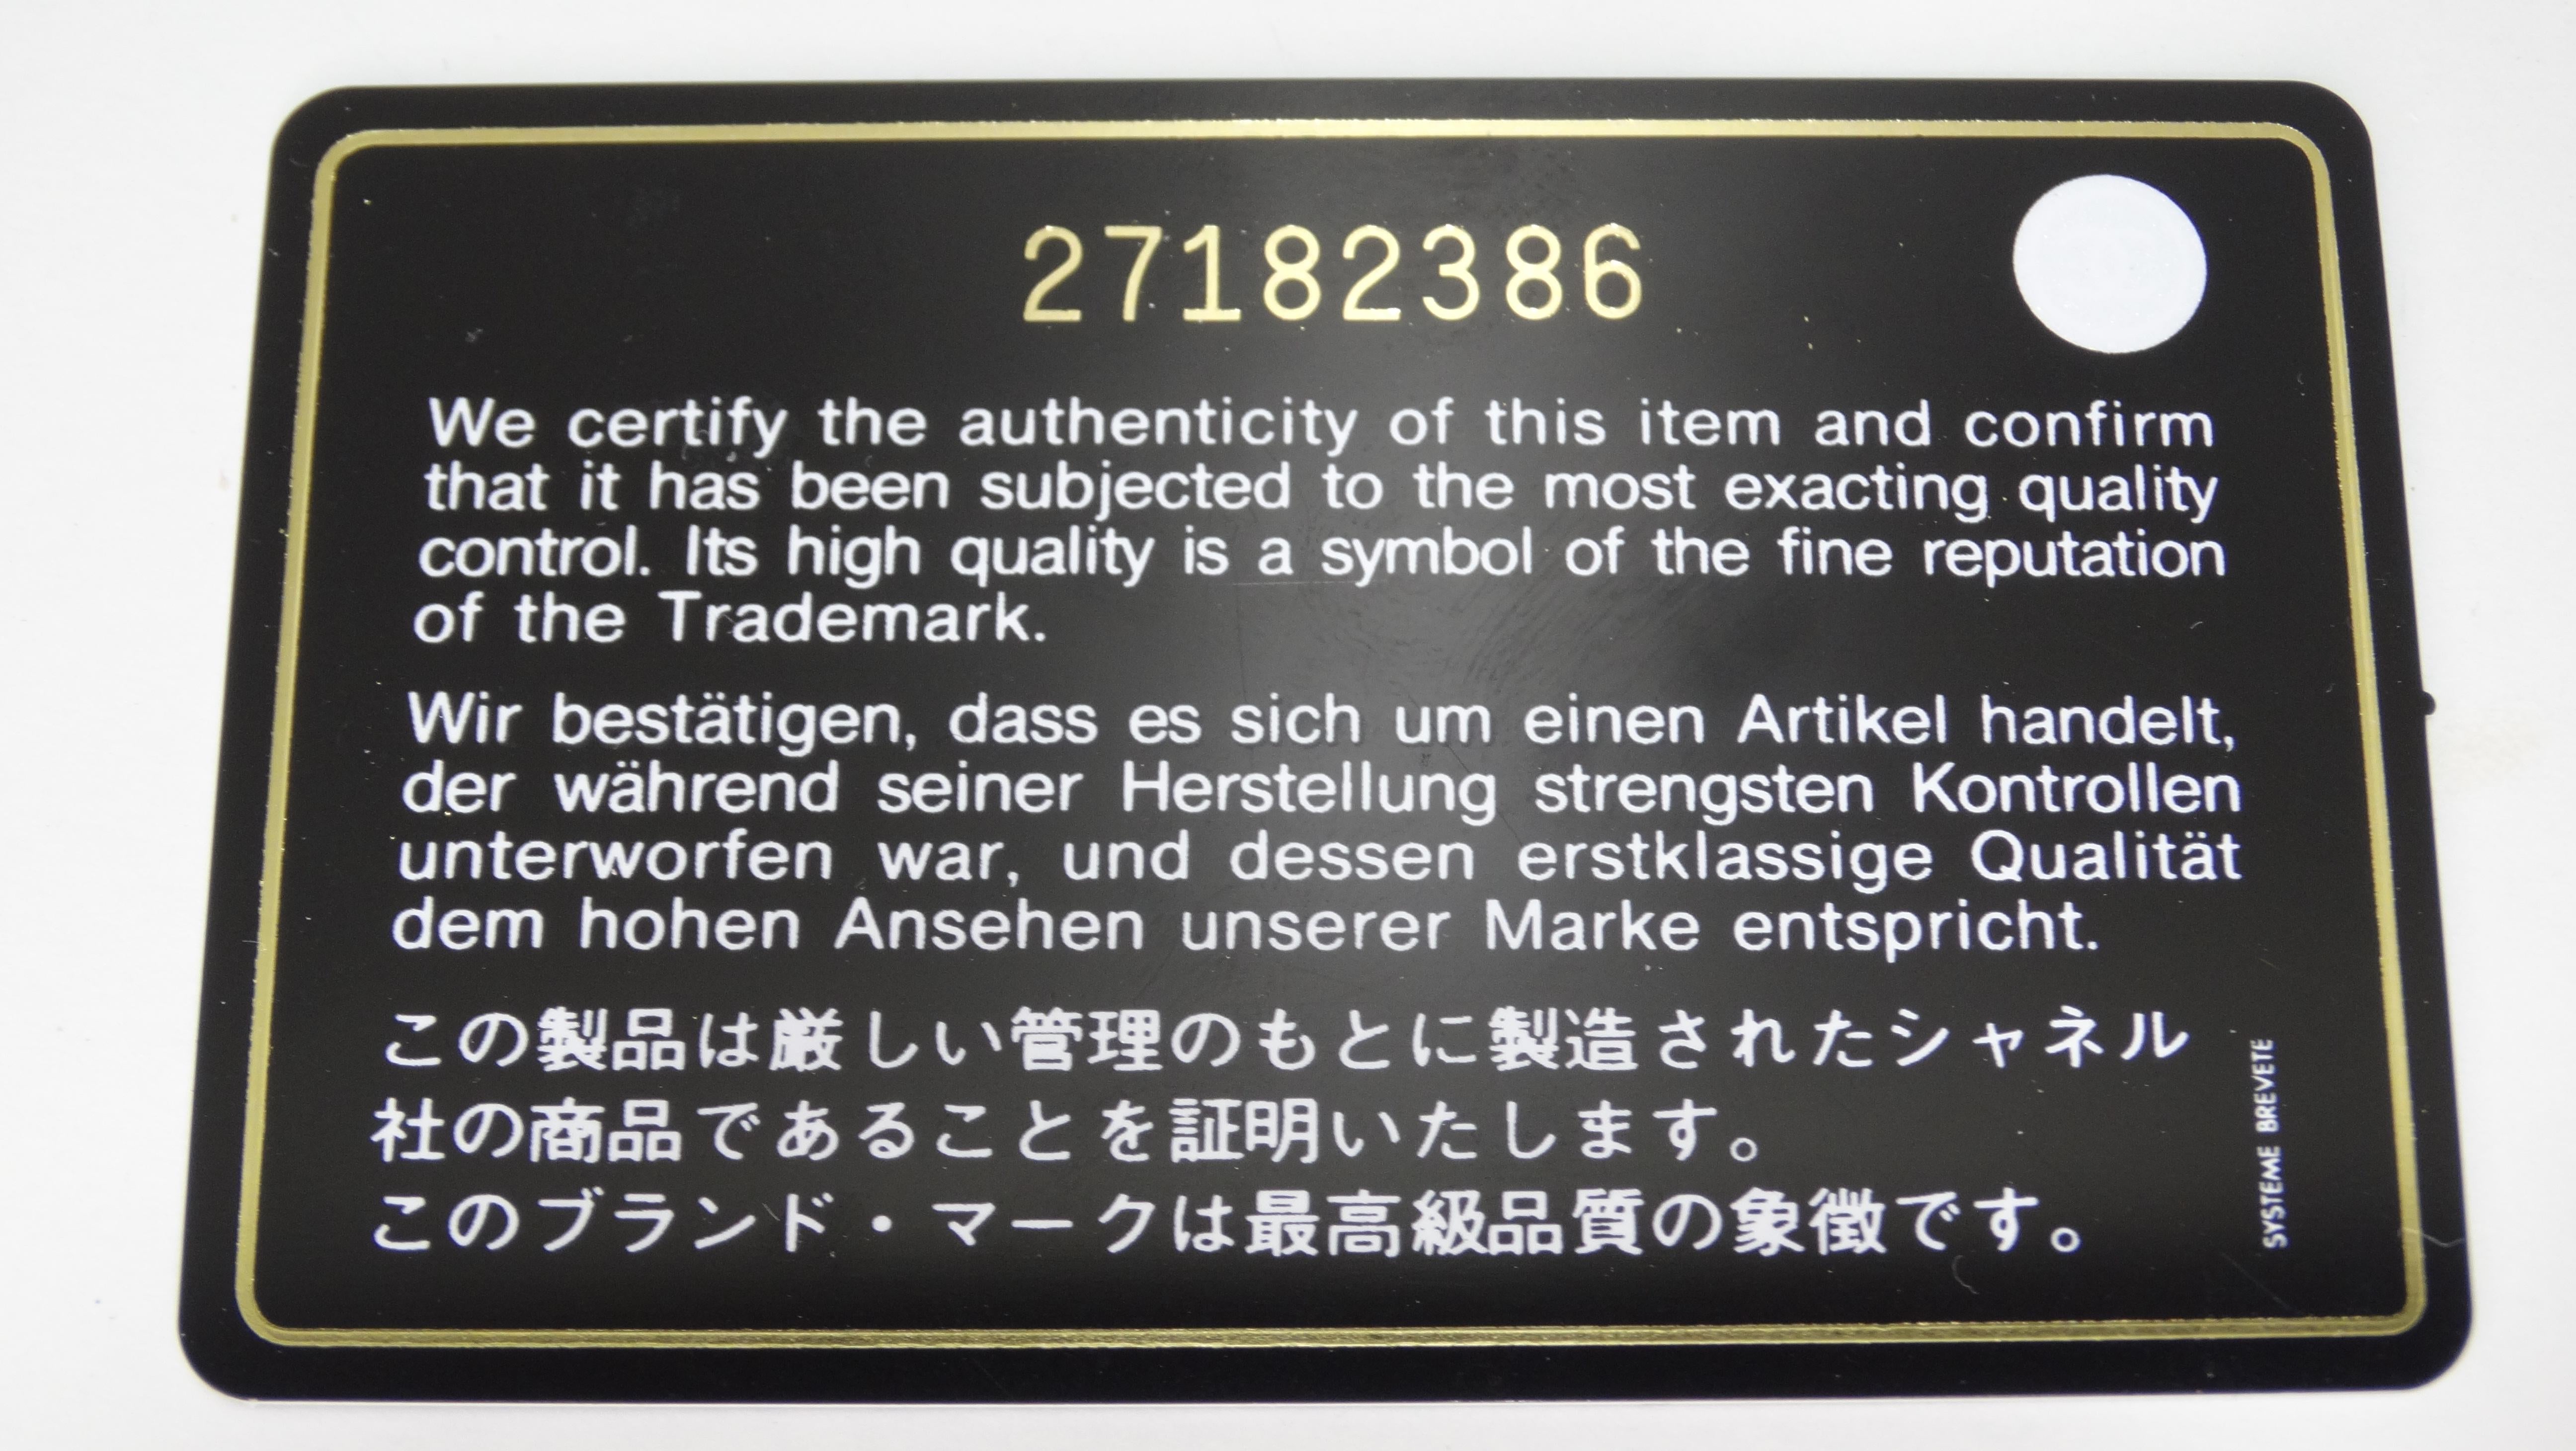 27182386
We certify the authenticity of this item and confirm
that it has been subjected to the most exacting quality
control. Its high quality is a symbol of the fine reputation
of the Trademark.
Wir bestätigen, dass es sich um einen Artikel handelt,
der während seiner Herstellung strengsten Kontrollen
unterworfen war, und dessen erstklassige Qualität
dem hohen Ansehen unserer Marke entspricht.
この製品は厳しい管理のもとに製造されたシャネル
社の商品であることを証明いたします。
このブランド・マークは最高級品質の象徴です。
SYSTEME BREVETE